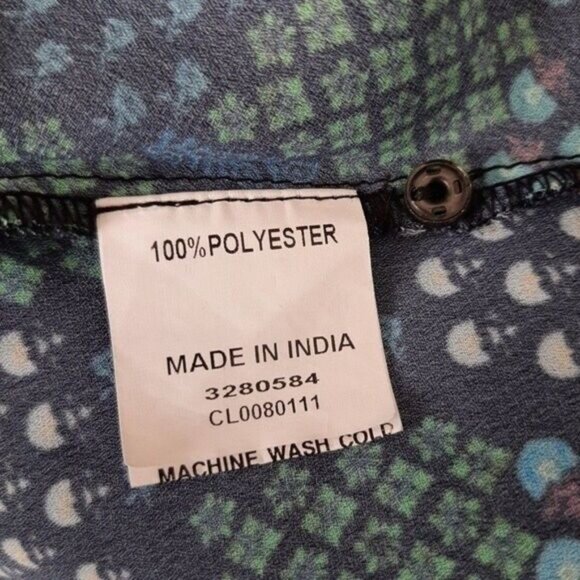 100%POLYESTER
MADE IN INDIA
3280584
CL0080111
MACHINE WASH COLD